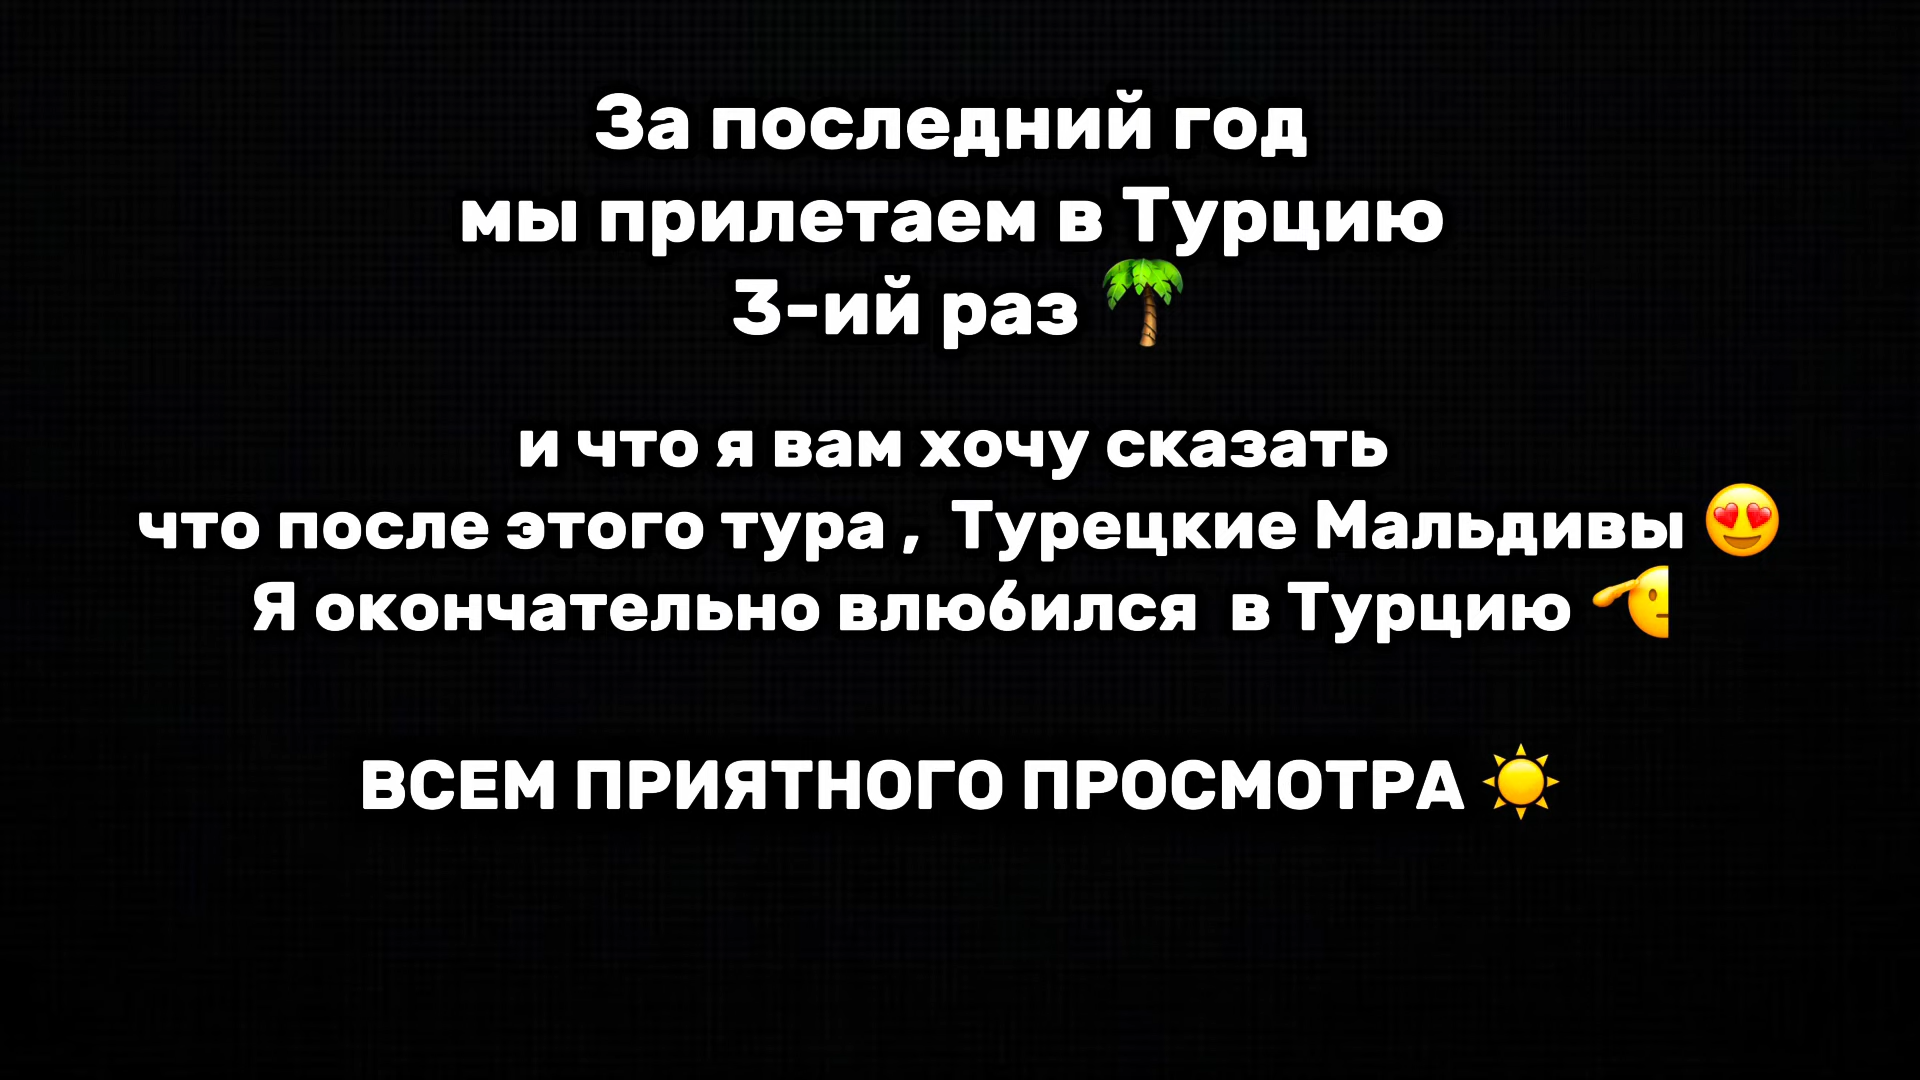 За последний год
мы прилетаем в Турцию
3-ий раз 🌴
и что я вам хочу сказать
что после этого тура ,  Турецкие Мальдивы 😍
Я окончательно влюбился  в Турцию 🫡
ВСЕМ ПРИЯТНОГО ПРОСМОТРА ☀️